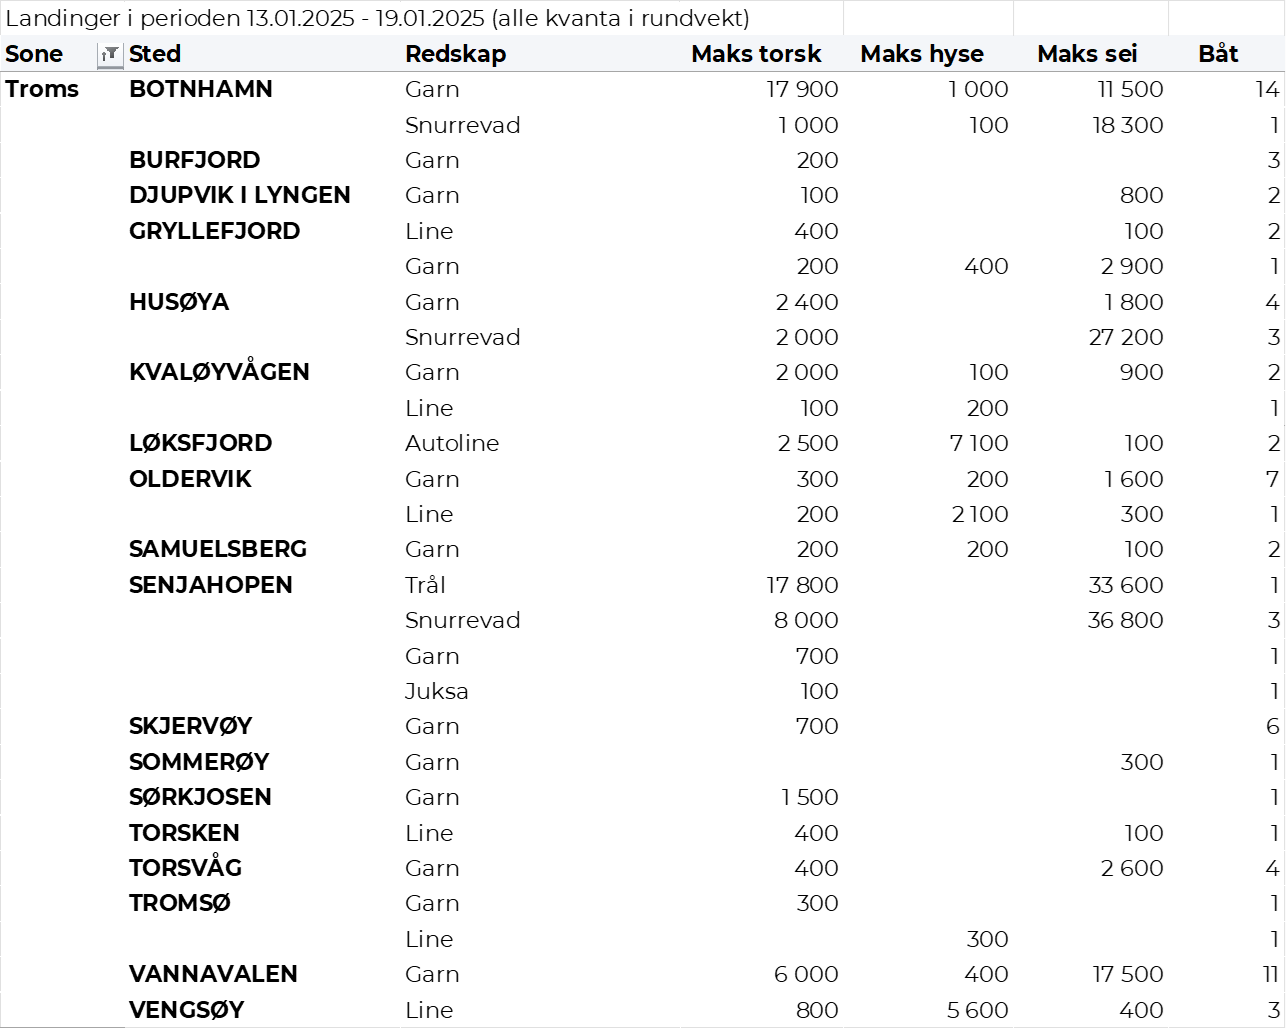 Landinger i perioden 13.01.2025 - 19.01.2025 (alle kvanta i rundvekt)
Sone Sted Redskap Maks torsk Maks hyse Maks sei Båt
Troms BOTNHAMN Garn 17 900 1 000 11 500 14
Snurrevad 1 000 100 18 300 1
BURFJORD Garn 200 3
DJUPVIK I LYNGEN Garn 100 800 2
GRYLLEFJORD Line 400 100 2
Garn 200 400 2 900 1
HUSØYA Garn 2 400 1 800 4
Snurrevad 2 000 27 200 3
KVALØYVÅGEN Garn 2 000 100 900 2
Line 100 200 1
LØKSFJORD Autoline 2 500 7 100 100 2
OLDERVIK Garn 300 200 1 600 7
Line 200 2 100 300 1
SAMUELSBERG Garn 200 200 100 2
SENJAHOPEN Trål 17 800 33 600 1
Snurrevad 8 000 36 800 3
Garn 700 1
Juksa 100 1
SKJERVØY Garn 700 6
SOMMERØY Garn 300 1
SØRKJOSEN Garn 1 500 1
TORSKEN Line 400 100 1
TORSVÅG Garn 400 2 600 4
TROMSØ Garn 300 1
Line 300 1
VANNAVALEN Garn 6 000 400 17 500 11
VENGSØY Line 800 5 600 400 3